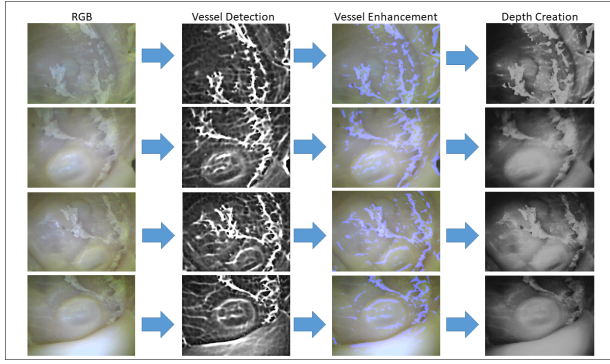 RGB
Vessel Detection
Vessel Enhancement
Depth Creation